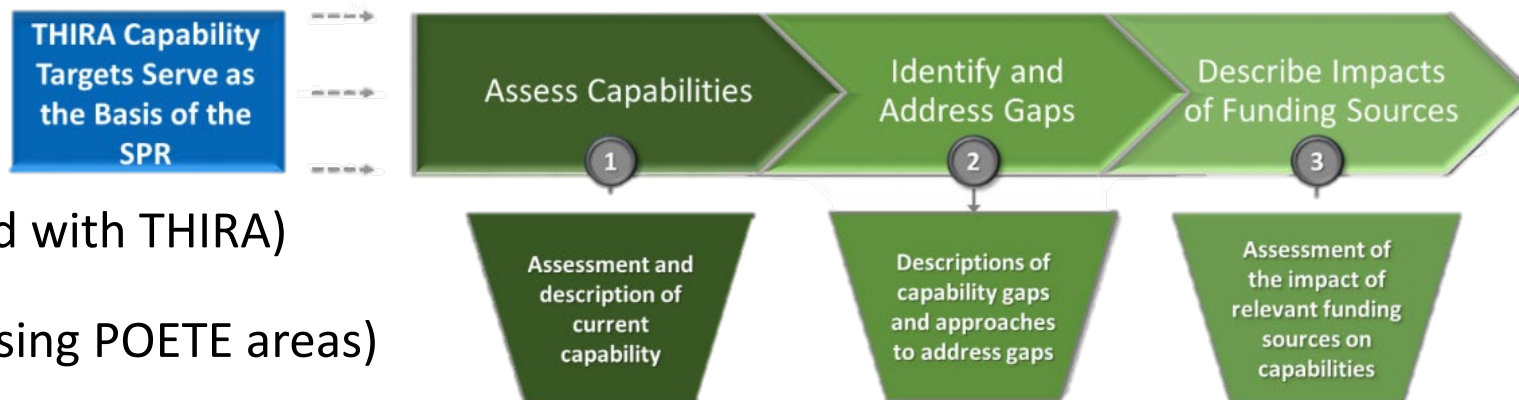 THIRA Capability
Targets Serve as
the Basis of the
SPR
Assess Capabilities
1
Identify and
Address Gaps
2
Describe Impacts
of Funding Sources
3
d with THIRA)
sing POETE areas)
Assessment and
description of
current
capability
Descriptions of
capability gaps
and approaches
to address gaps
Assessment of
the impact of
relevant funding
sources on
capabilities